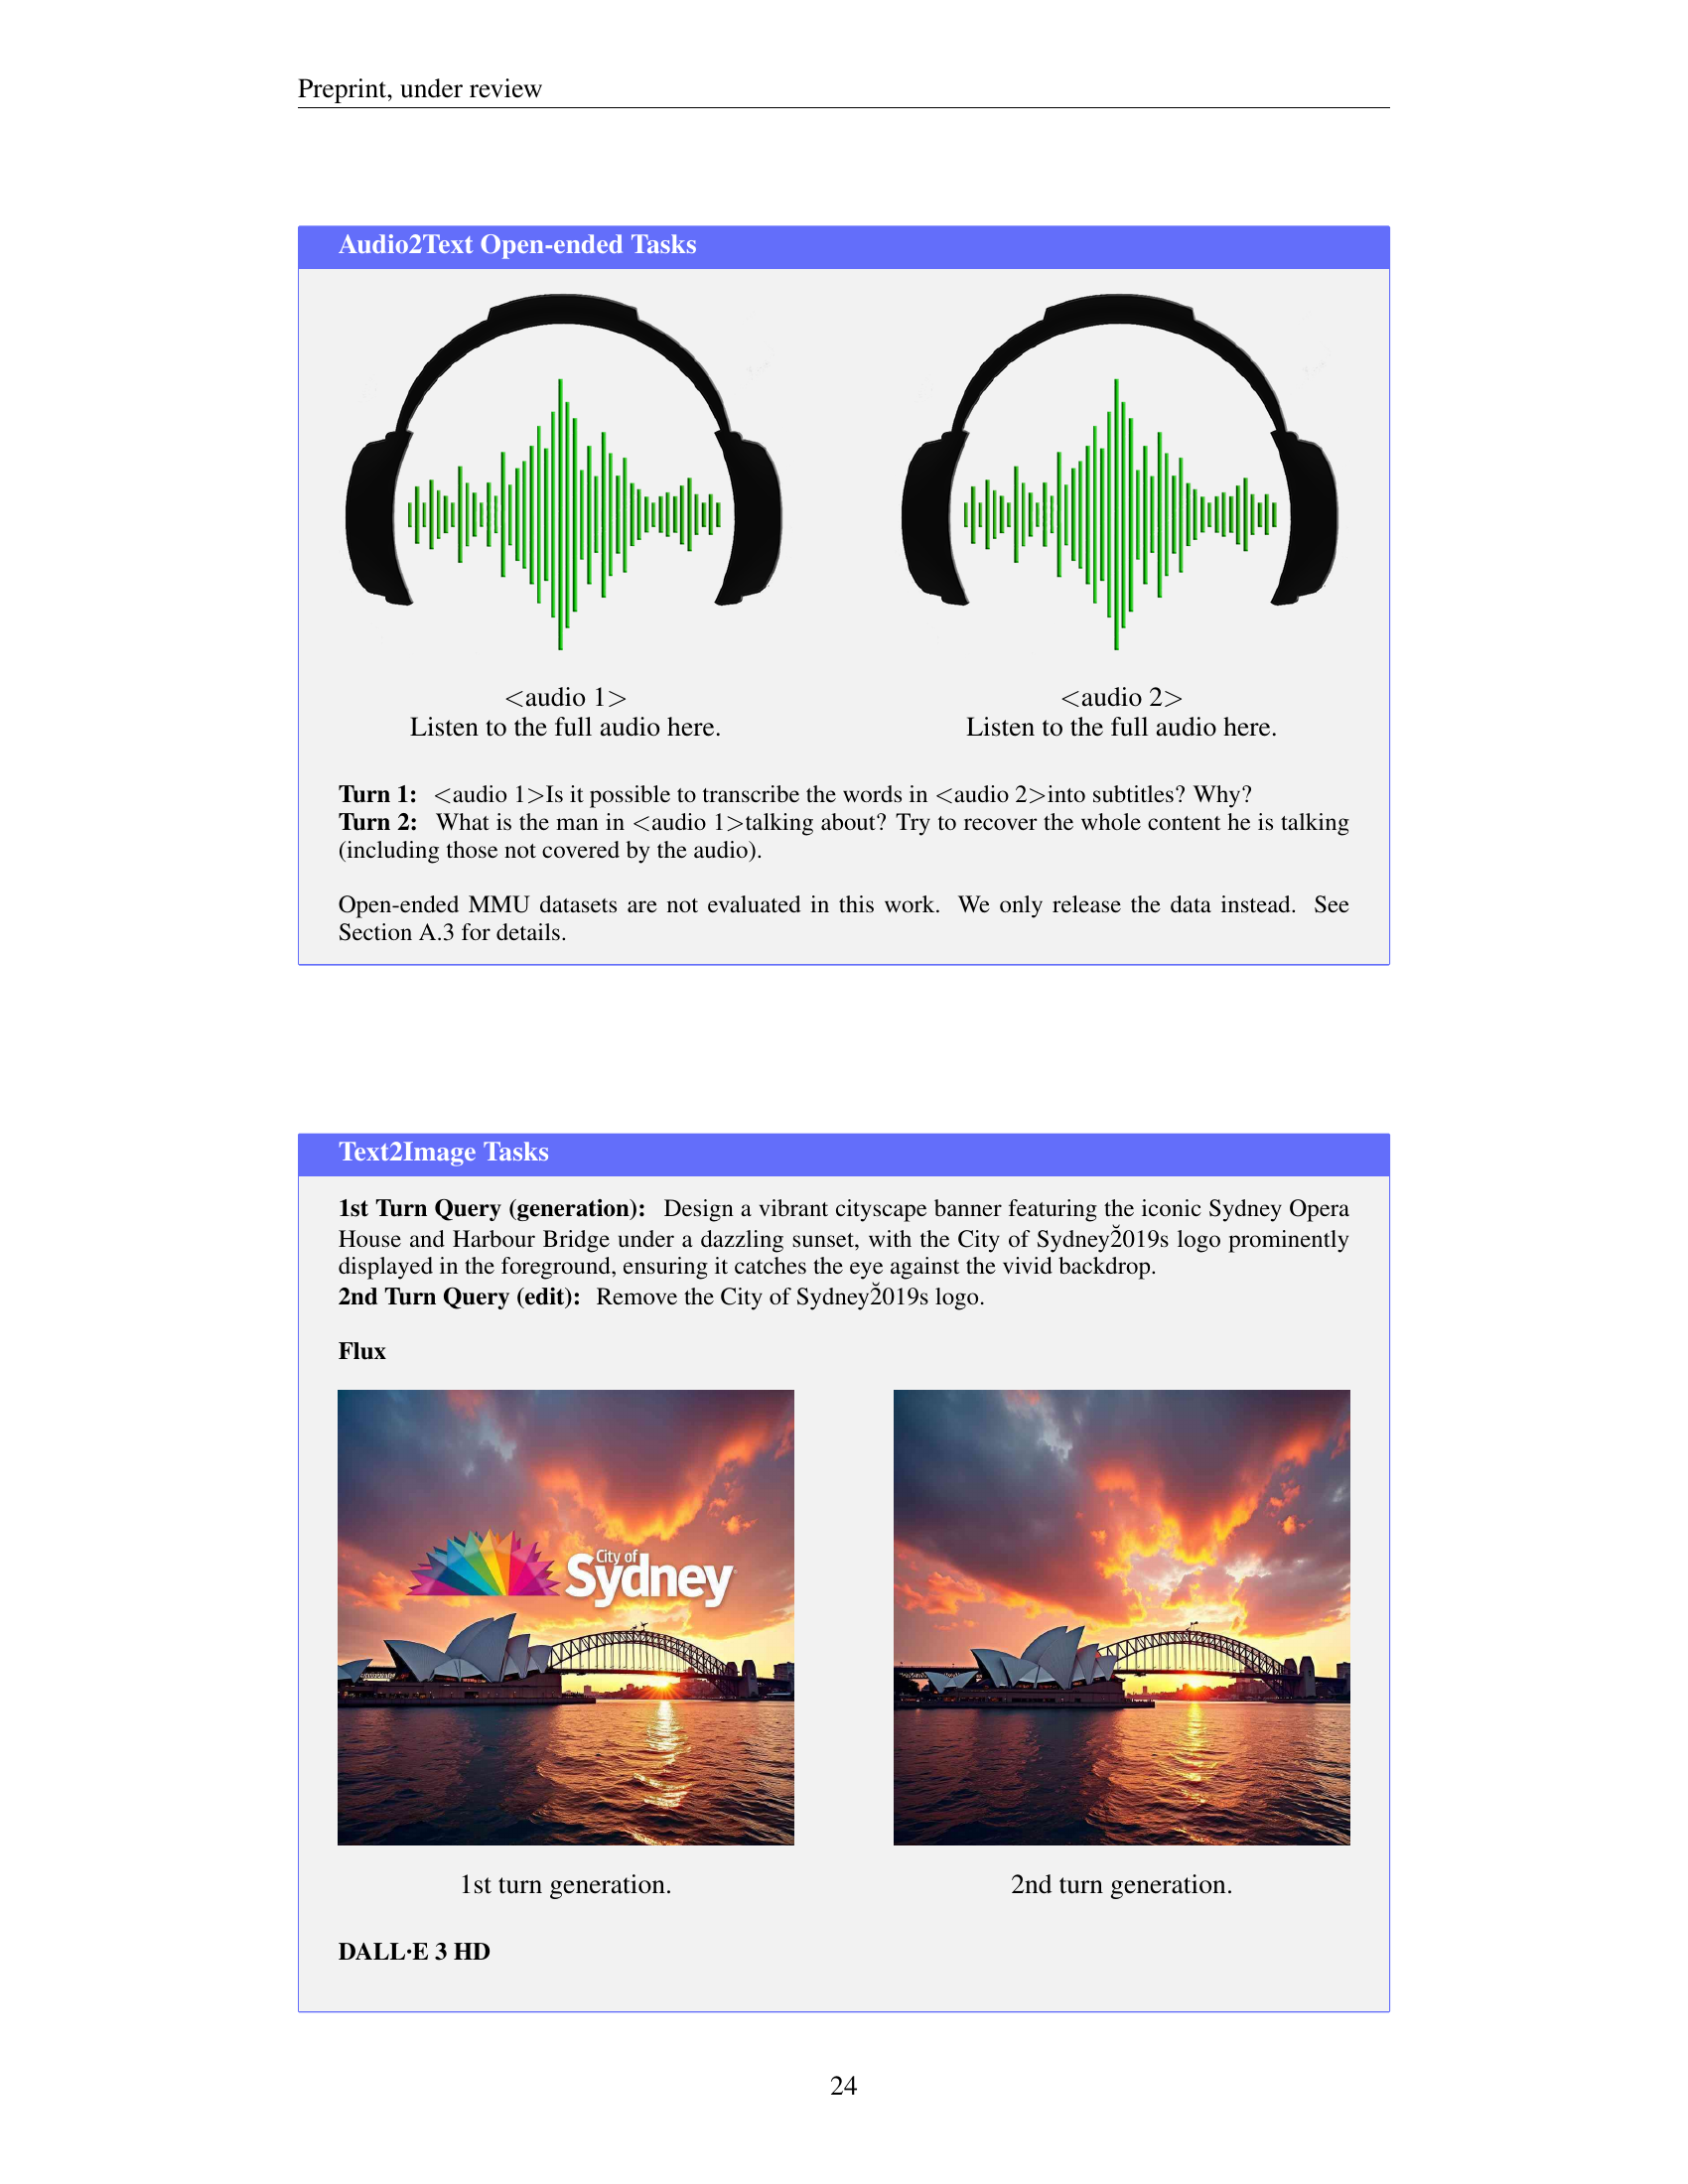 Preprint, under review
Audio2Text Open-ended Tasks
<audio 1>
Listen to the full audio here.
<audio 2>
Listen to the full audio here.
Turn 1: <audio 1>Is it possible to transcribe the words in <audio 2>into subtitles? Why?
Turn 2: What is the man in <audio 1>talking about? Try to recover the whole content he is talking
(including those not covered by the audio).
Open-ended MMU datasets are not evaluated in this work. We only release the data instead. See
Section A.3 for details.
Text2Image Tasks
1st Turn Query (generation): Design a vibrant cityscape banner featuring the iconic Sydney Opera
House and Harbour Bridge under a dazzling sunset, with the City of Sydney2̆019s logo prominently
displayed in the foreground, ensuring it catches the eye against the vivid backdrop.
2nd Turn Query (edit): Remove the City of Sydney2̆019s logo.
Flux
City of
Sydney
1st turn generation.
2nd turn generation.
DALL·E 3 HD
24